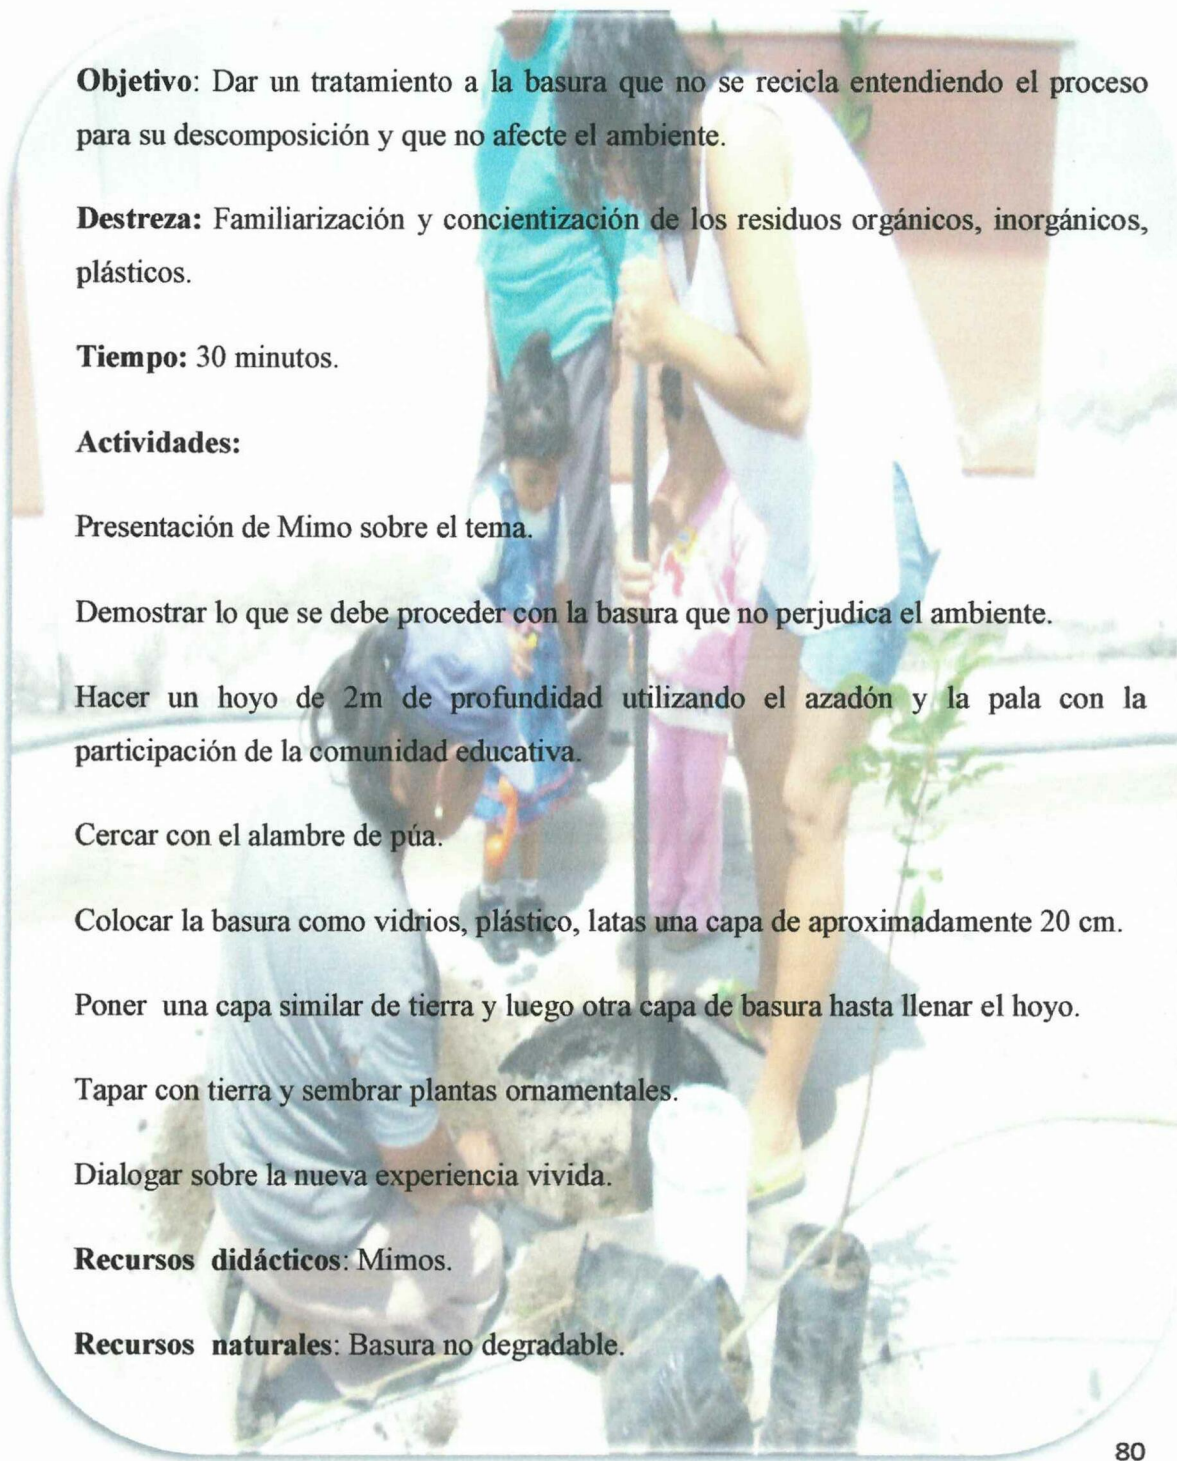 Objetivo: Dar un tratamiento a la basura que no se recicla entendiendo el proceso
para su descomposición y que no afecte el ambiente.
Destreza: Familiarización y concientización de los residuos orgánicos, inorgánicos,
plásticos.
Tiempo: 30 minutos.
Actividades:
Presentación de Mimo sobre el tema.
Demostrar lo que se debe proceder con la basura que no perjudica el ambiente.
Hacer un hoyo de 2m de profundidad utilizando el azadón y la pala con la
participación de la comunidad educativa.
Cercar con el alambre de púa.
Colocar la basura como vidrios, plástico, latas una capa de aproximadamente 20 cm.
Poner una capa similar de tierra y luego otra capa de basura hasta llenar el hoyo.
Tapar con tierra y sembrar plantas ornamentales.
Dialogar sobre la nueva experiencia vivida.
Recursos didácticos: Mimos.
Recursos naturales: Basura no degradable.
80